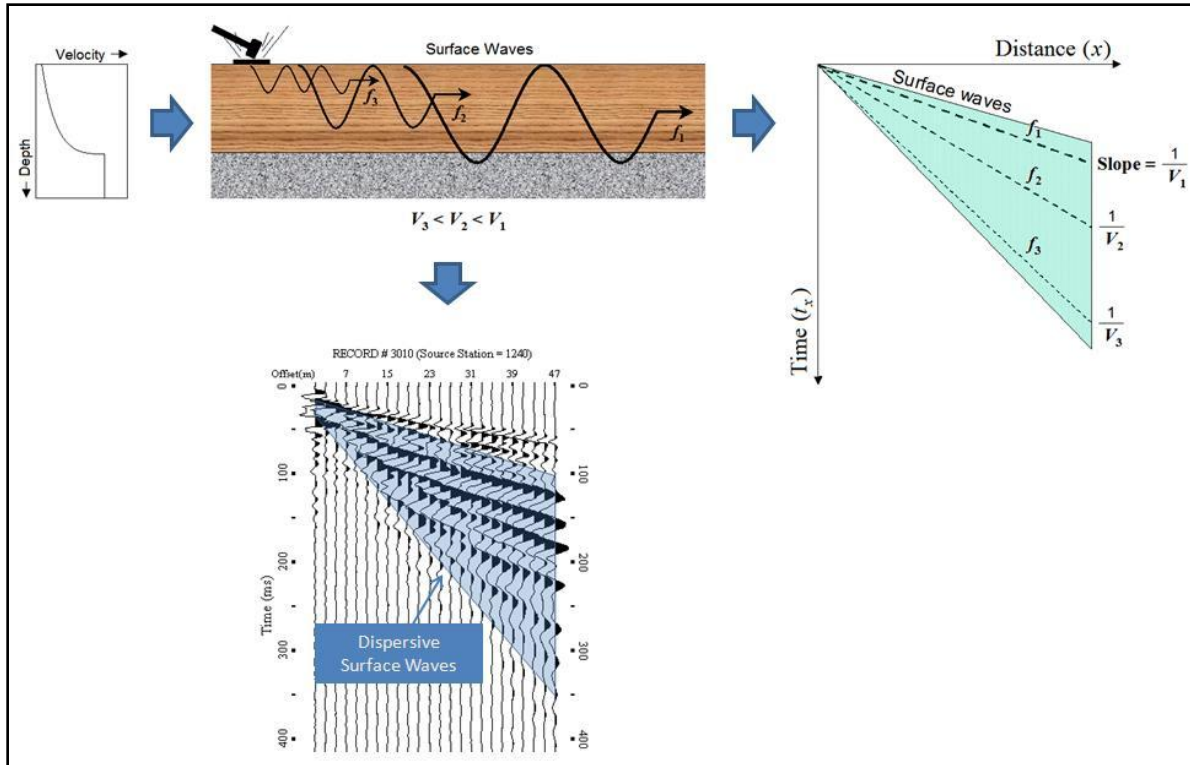 Velocity
Depth
Surface Waves
f₃
f₂
f₁
V₃ < V₂ < V₁
Distance (x)
Surface waves
f₁
Slope = 1/V₁
f₂
1/V₂
f₃
1/V₃
Time (tₓ)
RECORD # 3010 (Source Station = 1240)
Offset(m) 7 15 23 31 39 47
0 0
100 100
200 200
Time (ms)
300 300
400 400
Dispersive
Surface Waves